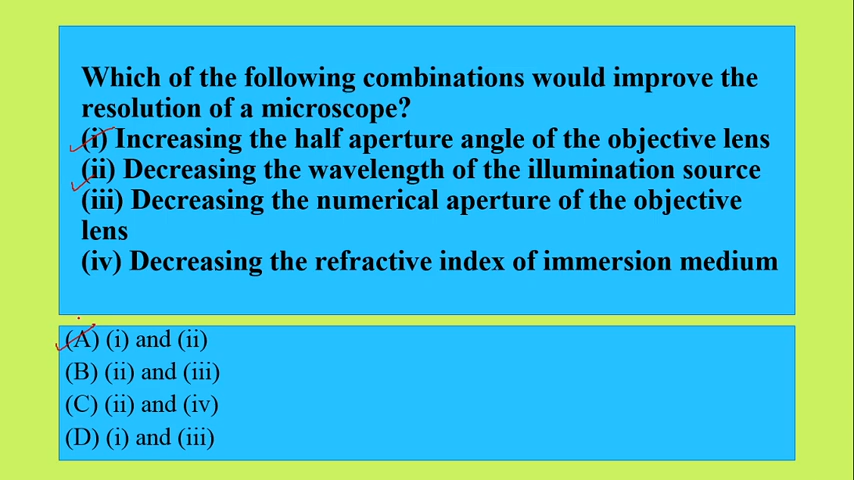 Which of the following combinations would improve the
resolution of a microscope?
(i) Increasing the half aperture angle of the objective lens
(ii) Decreasing the wavelength of the illumination source
(iii) Decreasing the numerical aperture of the objective
lens
(iv) Decreasing the refractive index of immersion medium
(A) (i) and (ii)
(B) (ii) and (iii)
(C) (ii) and (iv)
(D) (i) and (iii)